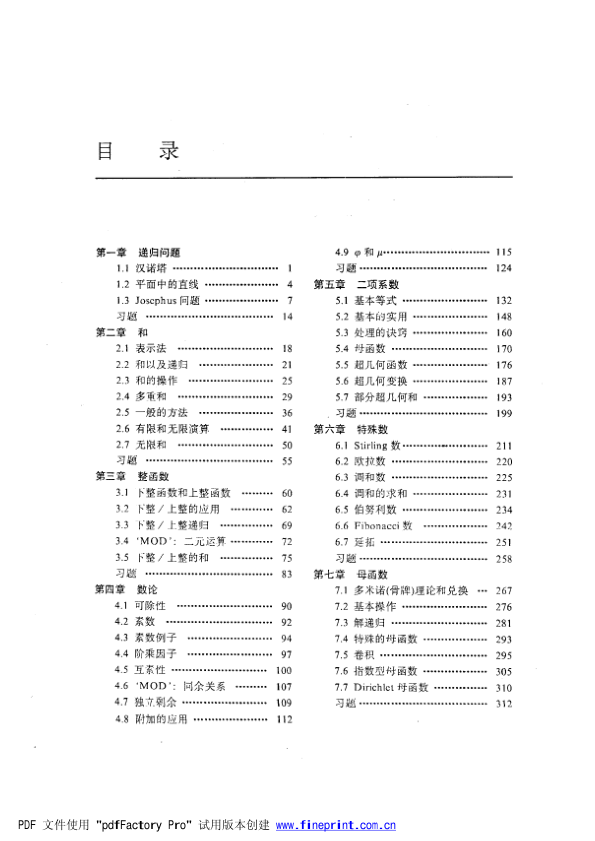 目 录
第一章 递归问题
1.1 汉诺塔 ………………………… 1
1.2 平面中的直线 ………………… 4
1.3 Josephus 问题 ………………… 7
习题 ……………………………… 14
第二章 和
2.1 表示法 ………………………… 18
2.2 和以及递归 …………………… 21
2.3 和的操作 ……………………… 25
2.4 多重和 ………………………… 29
2.5 一般的方法 …………………… 36
2.6 有限和无限演算 ……………… 41
2.7 无限和 ………………………… 50
习题 ……………………………… 55
第三章 整函数
3.1 下整函数和上整函数 ……… 60
3.2 下整/上整的应用 …………… 62
3.3 下整/上整递归 ……………… 69
3.4 ‘MOD’: 二元运算 ………… 72
3.5 下整/上整的和 ……………… 75
习题 ……………………………… 83
第四章 数论
4.1 可除性 ………………………… 90
4.2 素数 …………………………… 92
4.3 素数例子 ……………………… 94
4.4 阶乘因子 ……………………… 97
4.5 互素性 ………………………… 100
4.6 ‘MOD’: 同余关系 ………… 107
4.7 独立剩余 ……………………… 109
4.8 附加的应用 …………………… 112
4.9 φ 和 μ ………………………… 115
习题 ……………………………… 124
第五章 二项系数
5.1 基本等式 ……………………… 132
5.2 基本的实用 …………………… 148
5.3 处理的诀窍 …………………… 160
5.4 母函数 ………………………… 170
5.5 超几何函数 …………………… 176
5.6 超几何变换 …………………… 187
5.7 部分超几何和 ………………… 193
习题 ……………………………… 199
第六章 特殊数
6.1 Stirling 数 …………………… 211
6.2 欧拉数 ………………………… 220
6.3 调和数 ………………………… 225
6.4 调和的求和 …………………… 231
6.5 伯努利数 ……………………… 234
6.6 Fibonacci 数 ………………… 242
6.7 延拓 …………………………… 251
习题 ……………………………… 258
第七章 母函数
7.1 多米诺(骨牌)理论和兑换 … 267
7.2 基本操作 ……………………… 276
7.3 解递归 ………………………… 281
7.4 特殊的母函数 ………………… 293
7.5 卷积 …………………………… 295
7.6 指数型母函数 ………………… 305
7.7 Dirichlet 母函数 …………… 310
习题 ……………………………… 312
PDF 文件使用 "pdfFactory Pro" 试用版本创建 www.fineprint.com.cn